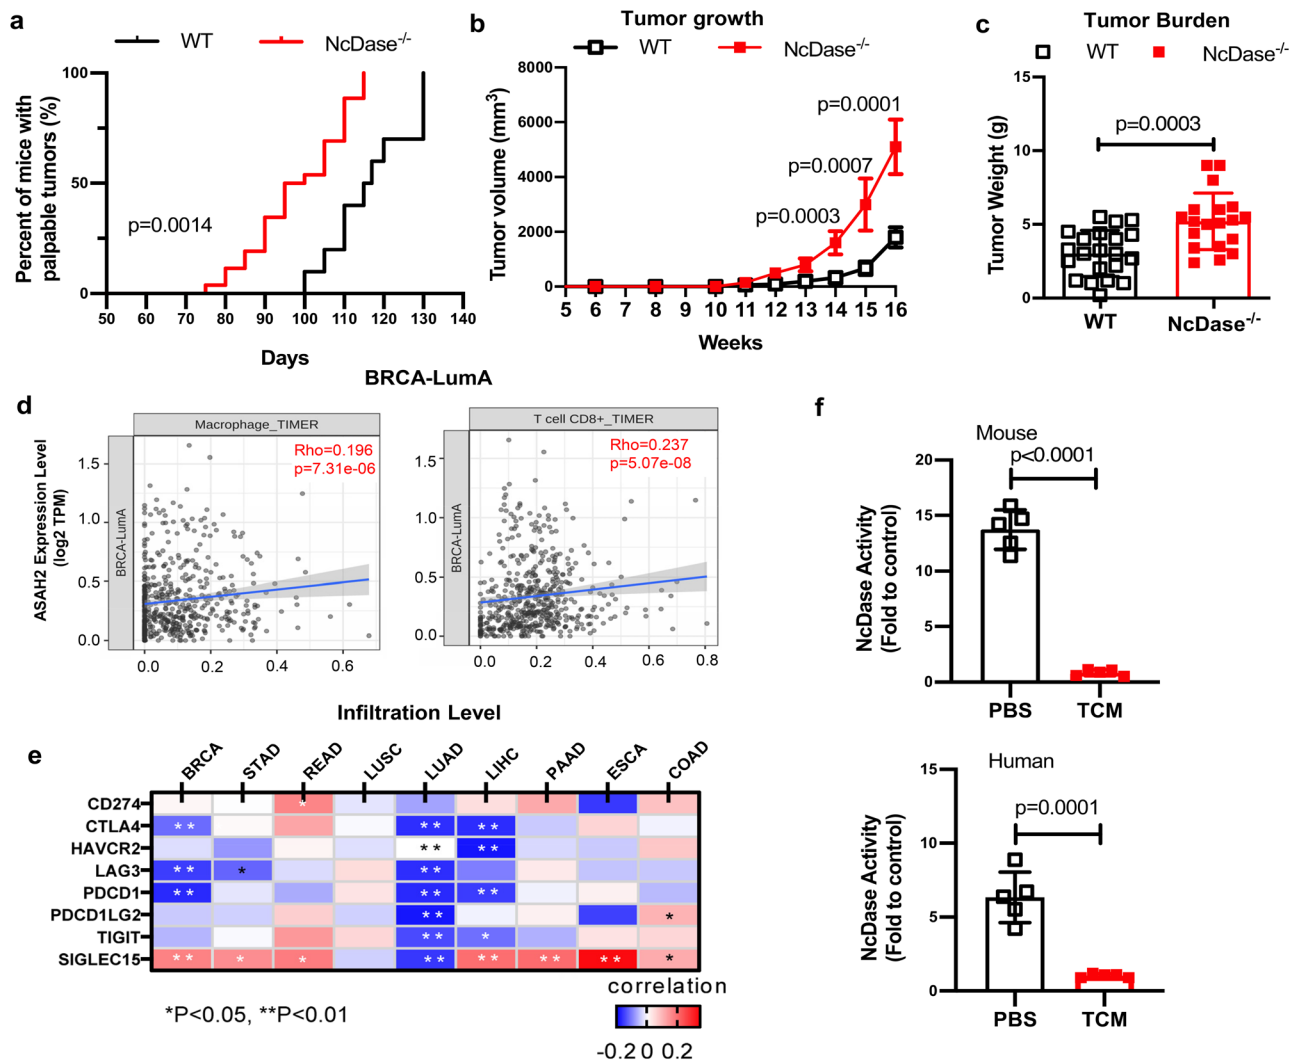 a
WT
NcDase-/-
Percent of mice with
palpable tumors (%)
100
50
0
p=0.0014
50 60 70 80 90 100 110 120 130 140
Days
b
Tumor growth
WT
NcDase-/-
Tumor volume (mm3)
8000
6000
4000
2000
0
p=0.0001
p=0.0007
p=0.0003
5 6 7 8 9 10 11 12 13 14 15 16
Weeks
c
Tumor Burden
WT
NcDase-/-
Tumor Weight (g)
15
10
5
0
p=0.0003
WT
NcDase-/-
BRCA-LumA
d
ASAH2 Expression Level
(log2 TPM)
Macrophage_TIMER
BRCA-LumA
Rho=0.196
p=7.31e-06
1.5
1.0
0.5
0.0
0.0 0.2 0.4 0.6
T cell CD8+_TIMER
BRCA-LumA
Rho=0.237
p=5.07e-08
1.5
1.0
0.5
0.0
0.0 0.2 0.4 0.6 0.8
Infiltration Level
e
BRCA STAD READ LUSC LUAD LIHC PAAD ESCA COAD
CD274 *
CTLA4 ** ** **
HAVCR2 ** **
LAG3 ** * **
PDCD1 ** ** **
PDCD1LG2 ** *
TIGIT ** *
SIGLEC15 ** * * ** ** ** ** *
*P<0.05, **P<0.01
correlation
-0.2 0 0.2
f
Mouse
p<0.0001
NcDase Activity
(Fold to control)
20
15
10
5
0
PBS TCM
Human
p=0.0001
NcDase Activity
(Fold to control)
15
10
5
0
PBS TCM